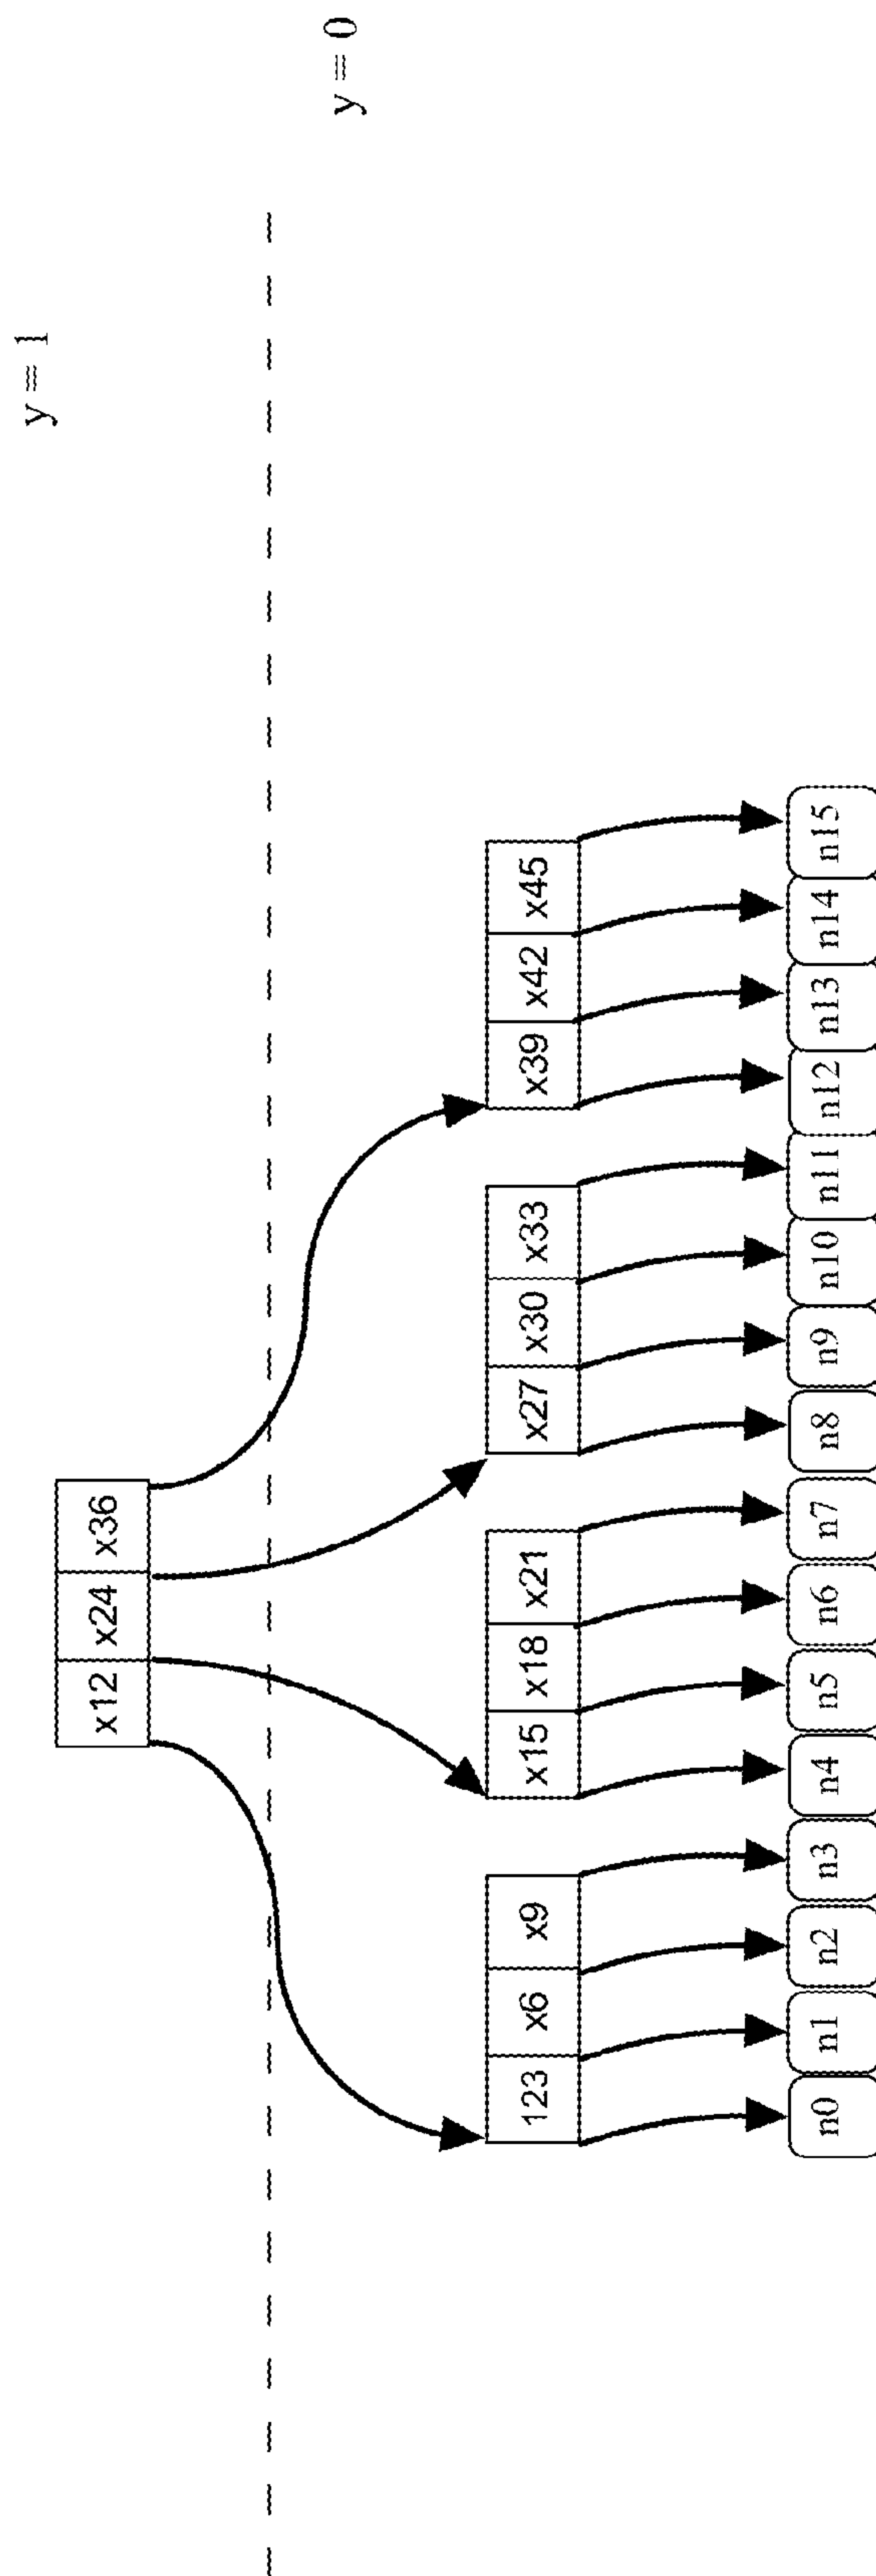 y = 1
y = 0
x12 x24 x36
123 x6 x9 x15 x18 x21 x27 x30 x33 x39 x42 x45
n0 n1 n2 n3 n4 n5 n6 n7 n8 n9 n10 n11 n12 n13 n14 n15